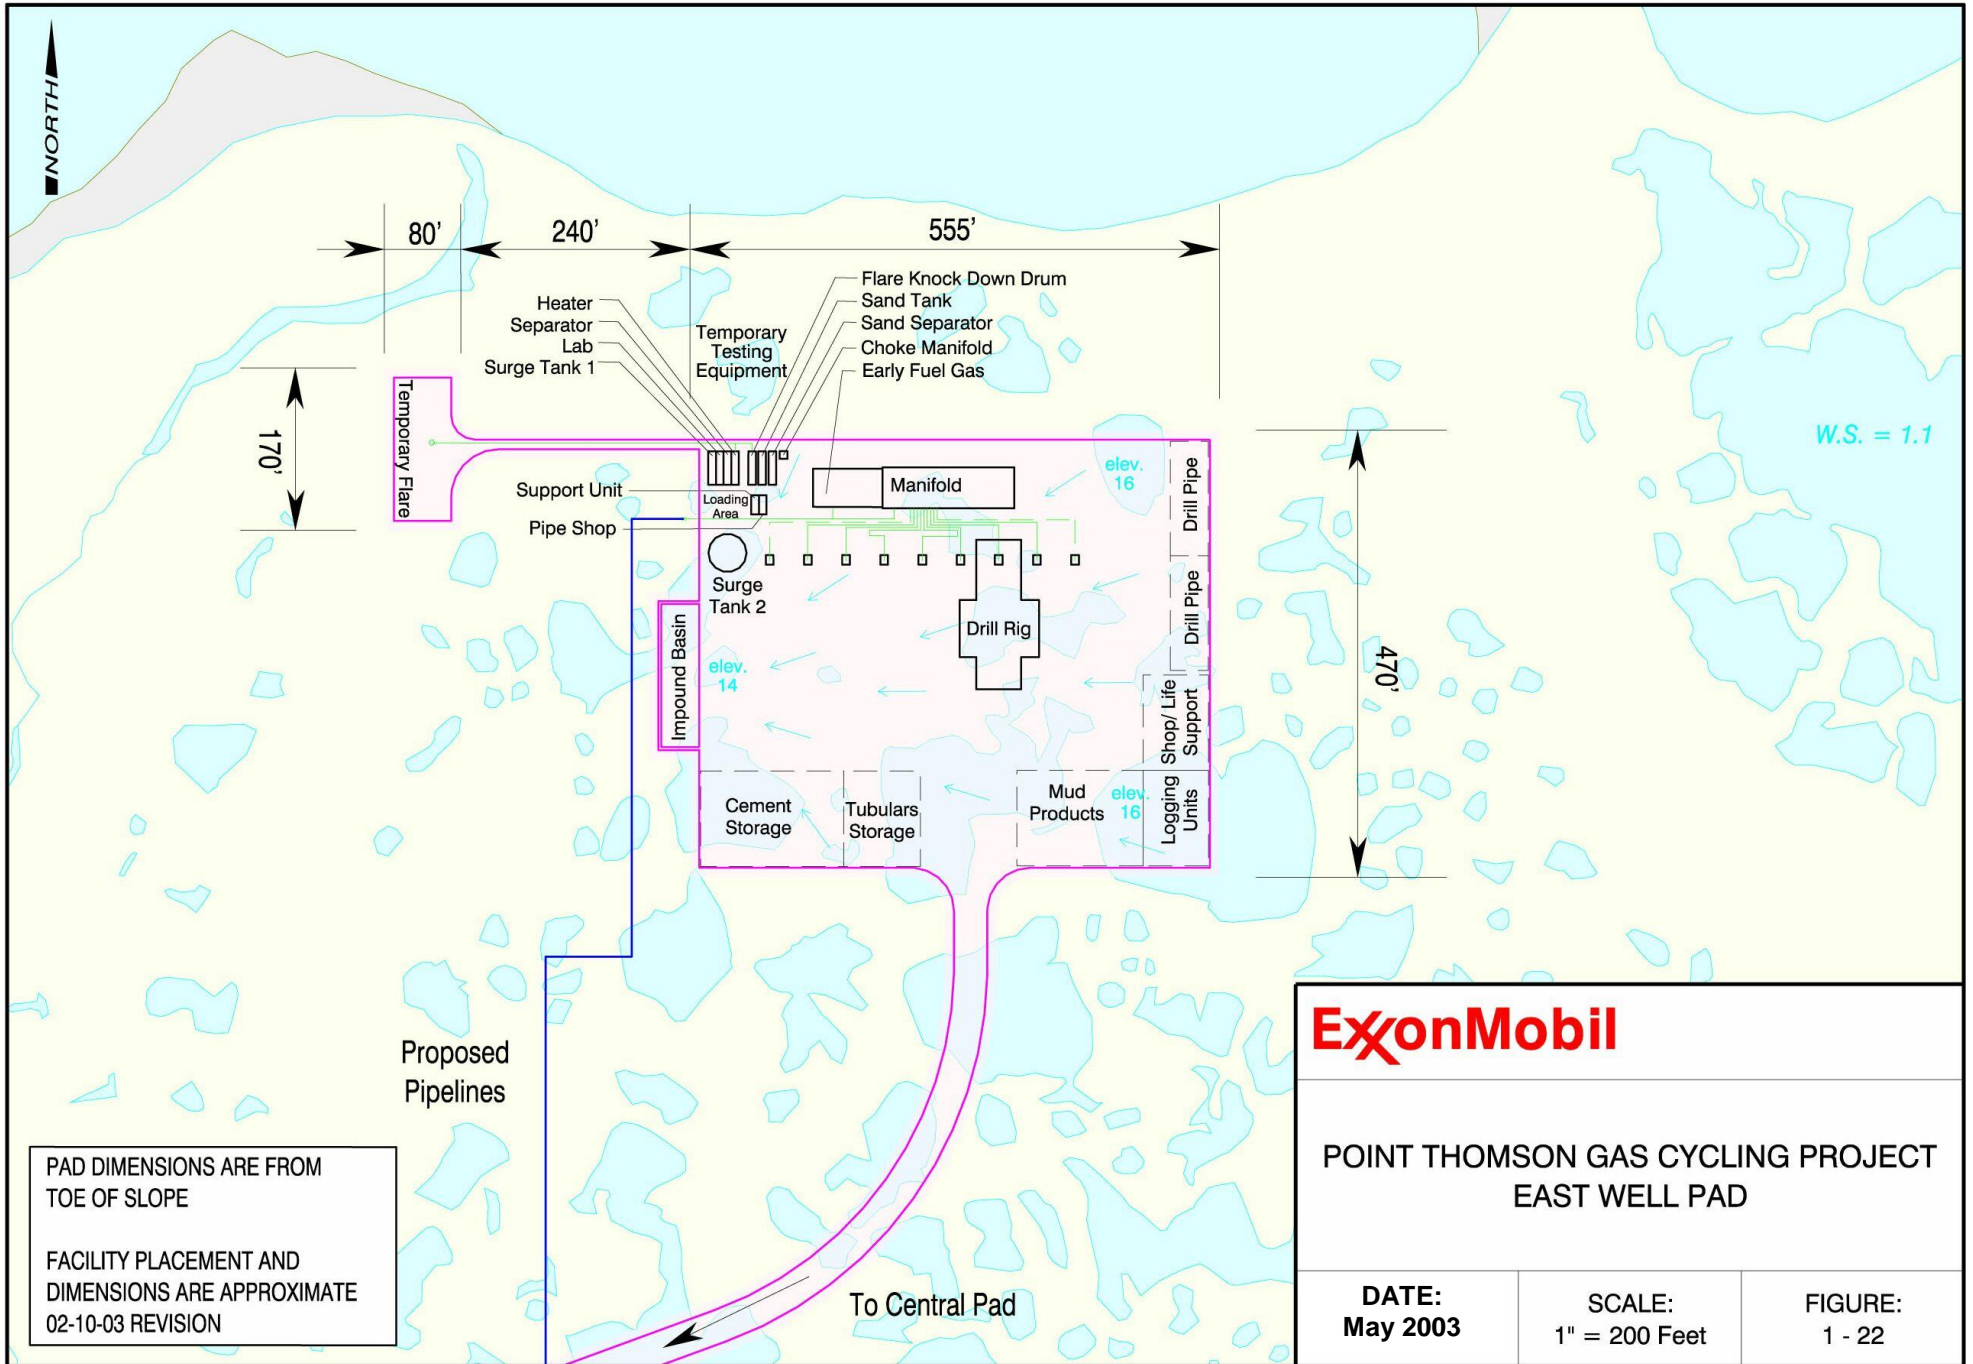 NORTH
80’
240’
555’
Heater
Separator
Lab
Surge Tank 1
Temporary
Testing
Equipment
Flare Knock Down Drum
Sand Tank
Sand Separator
Choke Manifold
Early Fuel Gas
170’
Temporary Flare
Support Unit
Pipe Shop
Loading
Area
Manifold
elev.
16
Drill Pipe
W.S. = 1.1
Surge
Tank 2
Drill Pipe
Drill Rig
Impound Basin
elev.
14
470’
Shop/ Life
Support
Cement
Storage
Tubulars
Storage
Mud
Products
elev.
16
Logging
Units
Proposed
Pipelines
To Central Pad
PAD DIMENSIONS ARE FROM
TOE OF SLOPE
FACILITY PLACEMENT AND
DIMENSIONS ARE APPROXIMATE
02-10-03 REVISION
ExxonMobil
POINT THOMSON GAS CYCLING PROJECT
EAST WELL PAD
DATE:
May 2003
SCALE:
1" = 200 Feet
FIGURE:
1 - 22